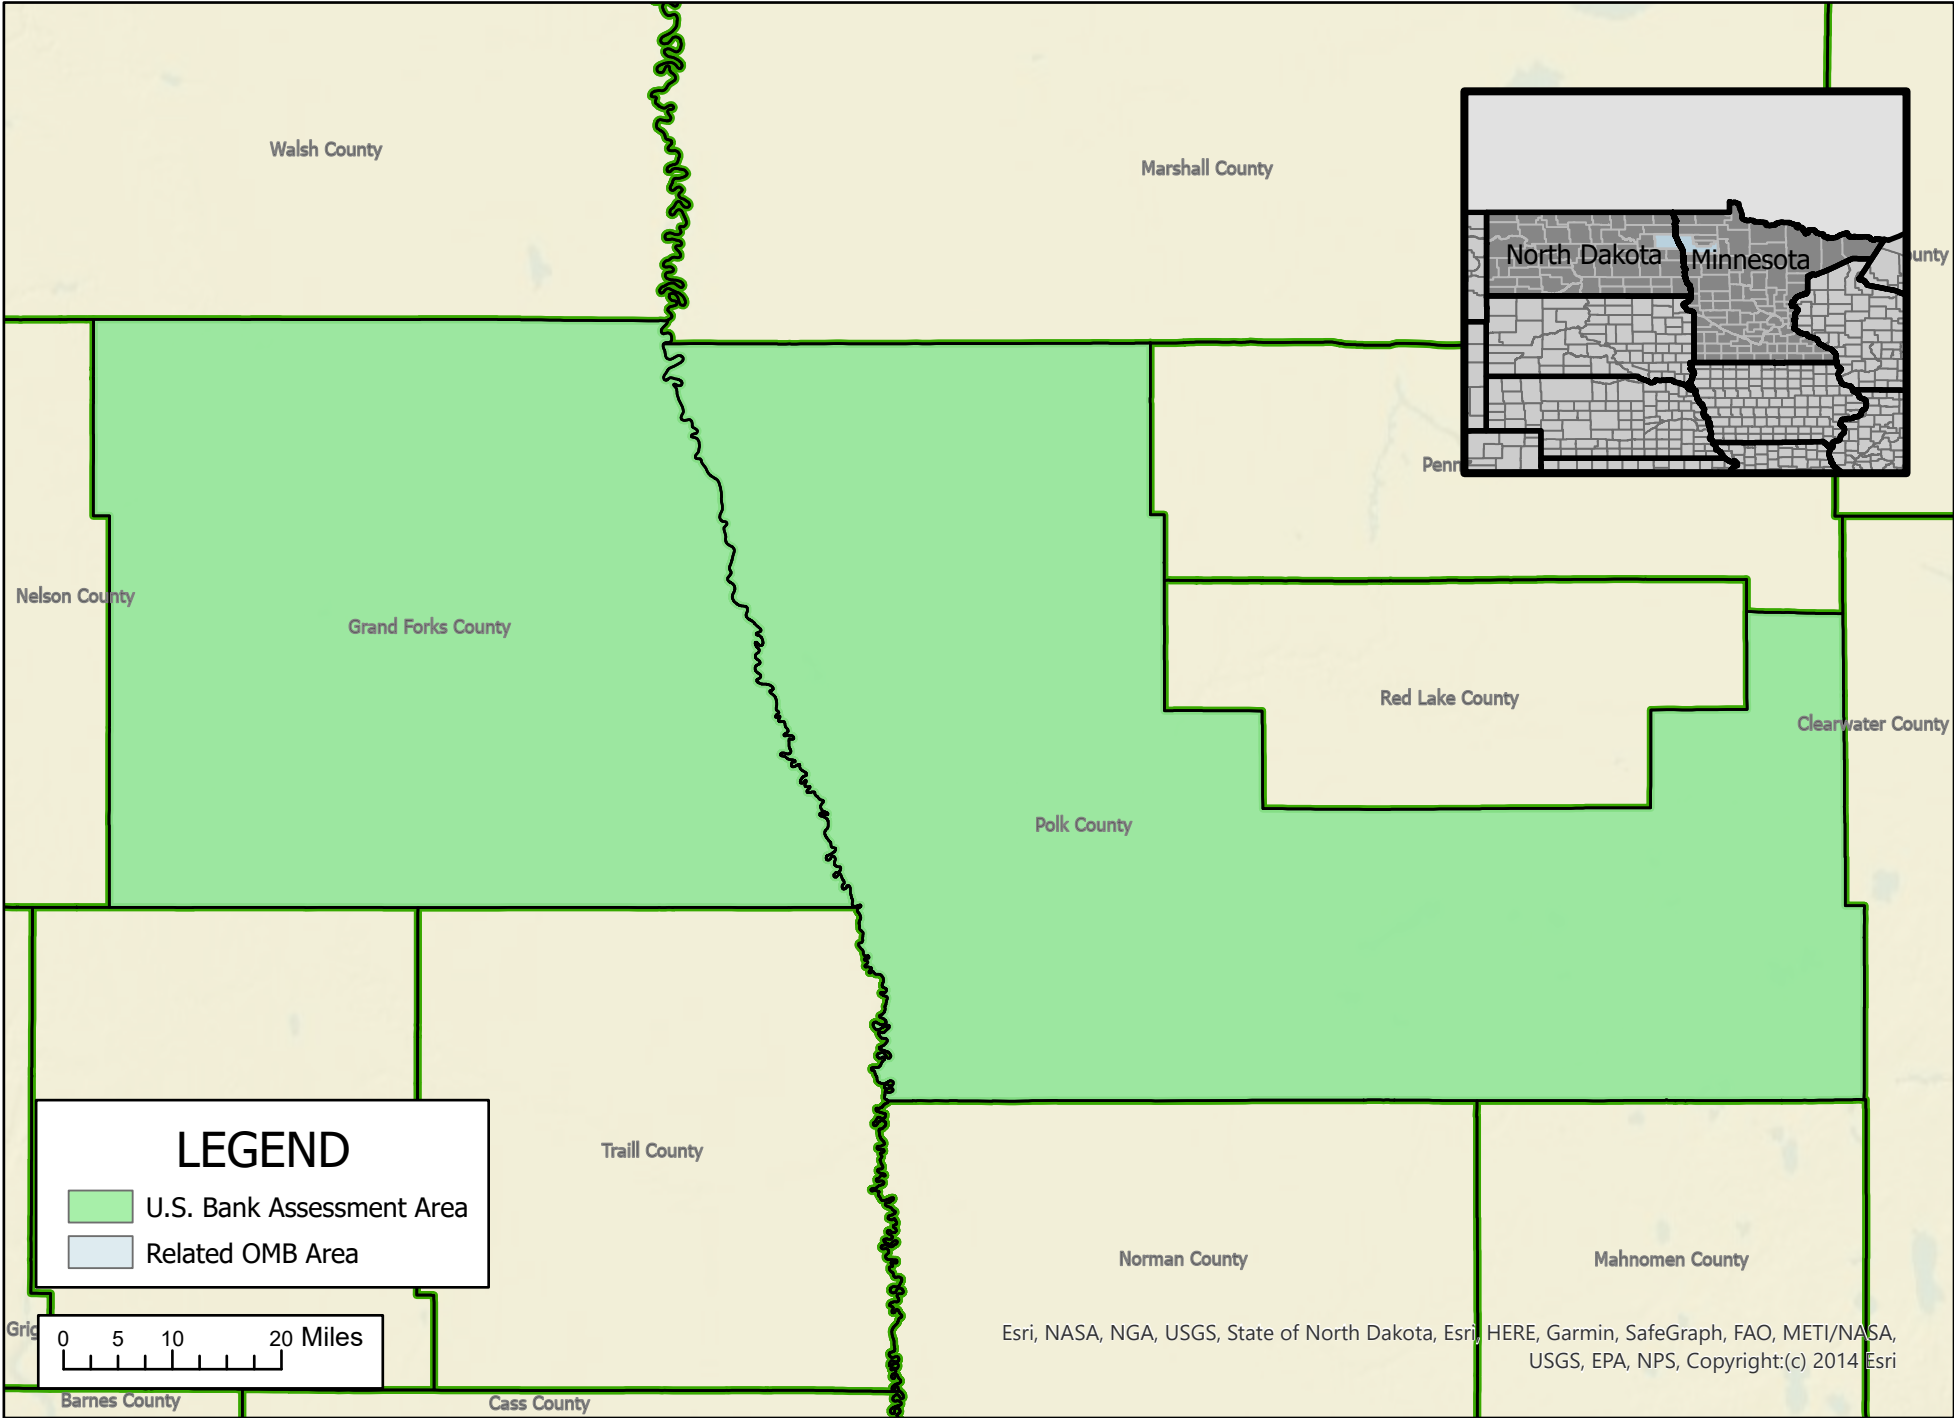 Walsh County
Marshall County
North Dakota
Minnesota
ounty
Penn
Nelson County
Grand Forks County
Red Lake County
Clearwater County
Polk County
LEGEND
U.S. Bank Assessment Area
Related OMB Area
Traill County
Norman County
Mahnomen County
Grig
0 5 10 20 Miles
Esri, NASA, NGA, USGS, State of North Dakota, Esri, HERE, Garmin, SafeGraph, FAO, METI/NASA,
USGS, EPA, NPS, Copyright:(c) 2014 Esri
Barnes County
Cass County